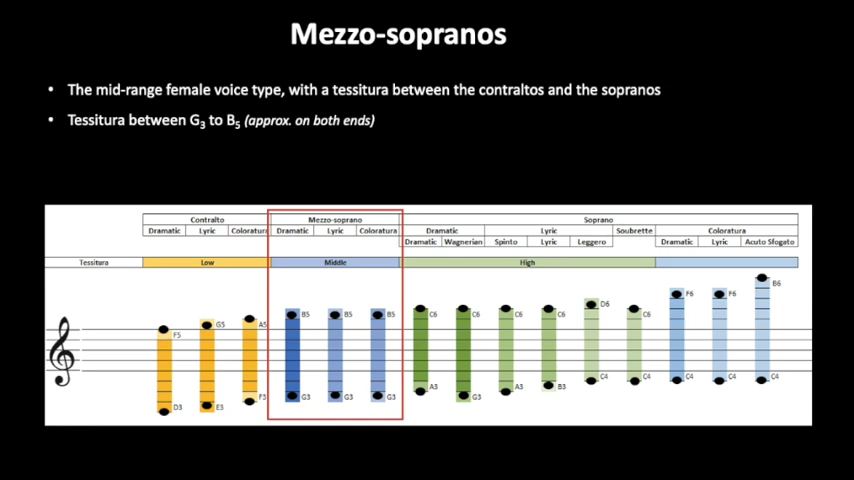 Mezzo-sopranos
• The mid-range female voice type, with a tessitura between the contraltos and the sopranos
• Tessitura between G3 to B5 (approx. on both ends)
Contralto Mezzo-soprano Soprano
Dramatic Lyric Coloratura Dramatic Lyric Coloratura Dramatic Lyric Soubrette Coloratura
Dramatic Wagnerian Spinto Lyric Leggero Dramatic Lyric Acuto Sfogato
Tessitura Low Middle High
B6
F6 F6
D6
C6 C6 C6 C6 C6
B5 B5 B5
F5 G5 A5
A3 G3 A3 B3 C4 C4 C4 C4 C4
D3 E3 F3 G3 G3 G3